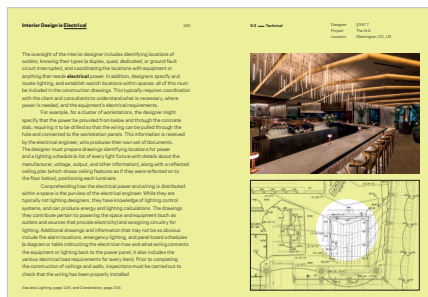 Interior Design is Electrical
The oversight of the interior designer includes identifying locations of
outlets, knowing their types (a duplex, quad, dedicated, or ground fault
circuit interrupter), and coordinating the locations with equipment or
anything that needs electrical power. In addition, designers specify and
locate lighting, and establish switch locations within spaces; all of this must
be included in the construction drawings. This typically requires coordination
with the client and consultants to understand what is necessary, where
power is needed, and the equipment's electrical requirements.
For example, for a cluster of workstations, the designer might
specify that the power be provided from below and through the concrete
slab, requiring it to be drilled so that the wiring can be pulled through the
hole and connected to the workstation panels. This information is received
by the electrical engineer, who produces their own set of documents.
The designer must prepare drawings identifying locations for power
and a lighting schedule (a list of every light fixture with details about the
manufacturer, voltage, output, and other information), along with a reflected
ceiling plan (which shows ceiling features as if they were reflected on to
the floor below), positioning each luminaire.
Comprehending how the electrical power and wiring is distributed
within a space is the purview of the electrical engineer. While they are
typically not lighting designers, they have knowledge of lighting control
systems, and can produce energy and lighting calculations. The drawings
they contribute pertain to powering the space and equipment (such as
outlets and sources that provide electricity) and assigning circuitry for
lighting. Additional drawings and information that may not be so obvious
include fire alarm locations, emergency lighting, and panel board schedules
(a diagram or table instructing the electrician how and what wiring connects
the equipment or lighting back to the power panel; it also includes the
various electrical load requirements for every item). Prior to completing
the construction of ceilings and walls, inspections must be carried out to
check that the wiring has been properly installed.
See also Lighting, page 148, and Coordination, page 204
Technical
Designer
Project The Grill
Location Washington, DC, US